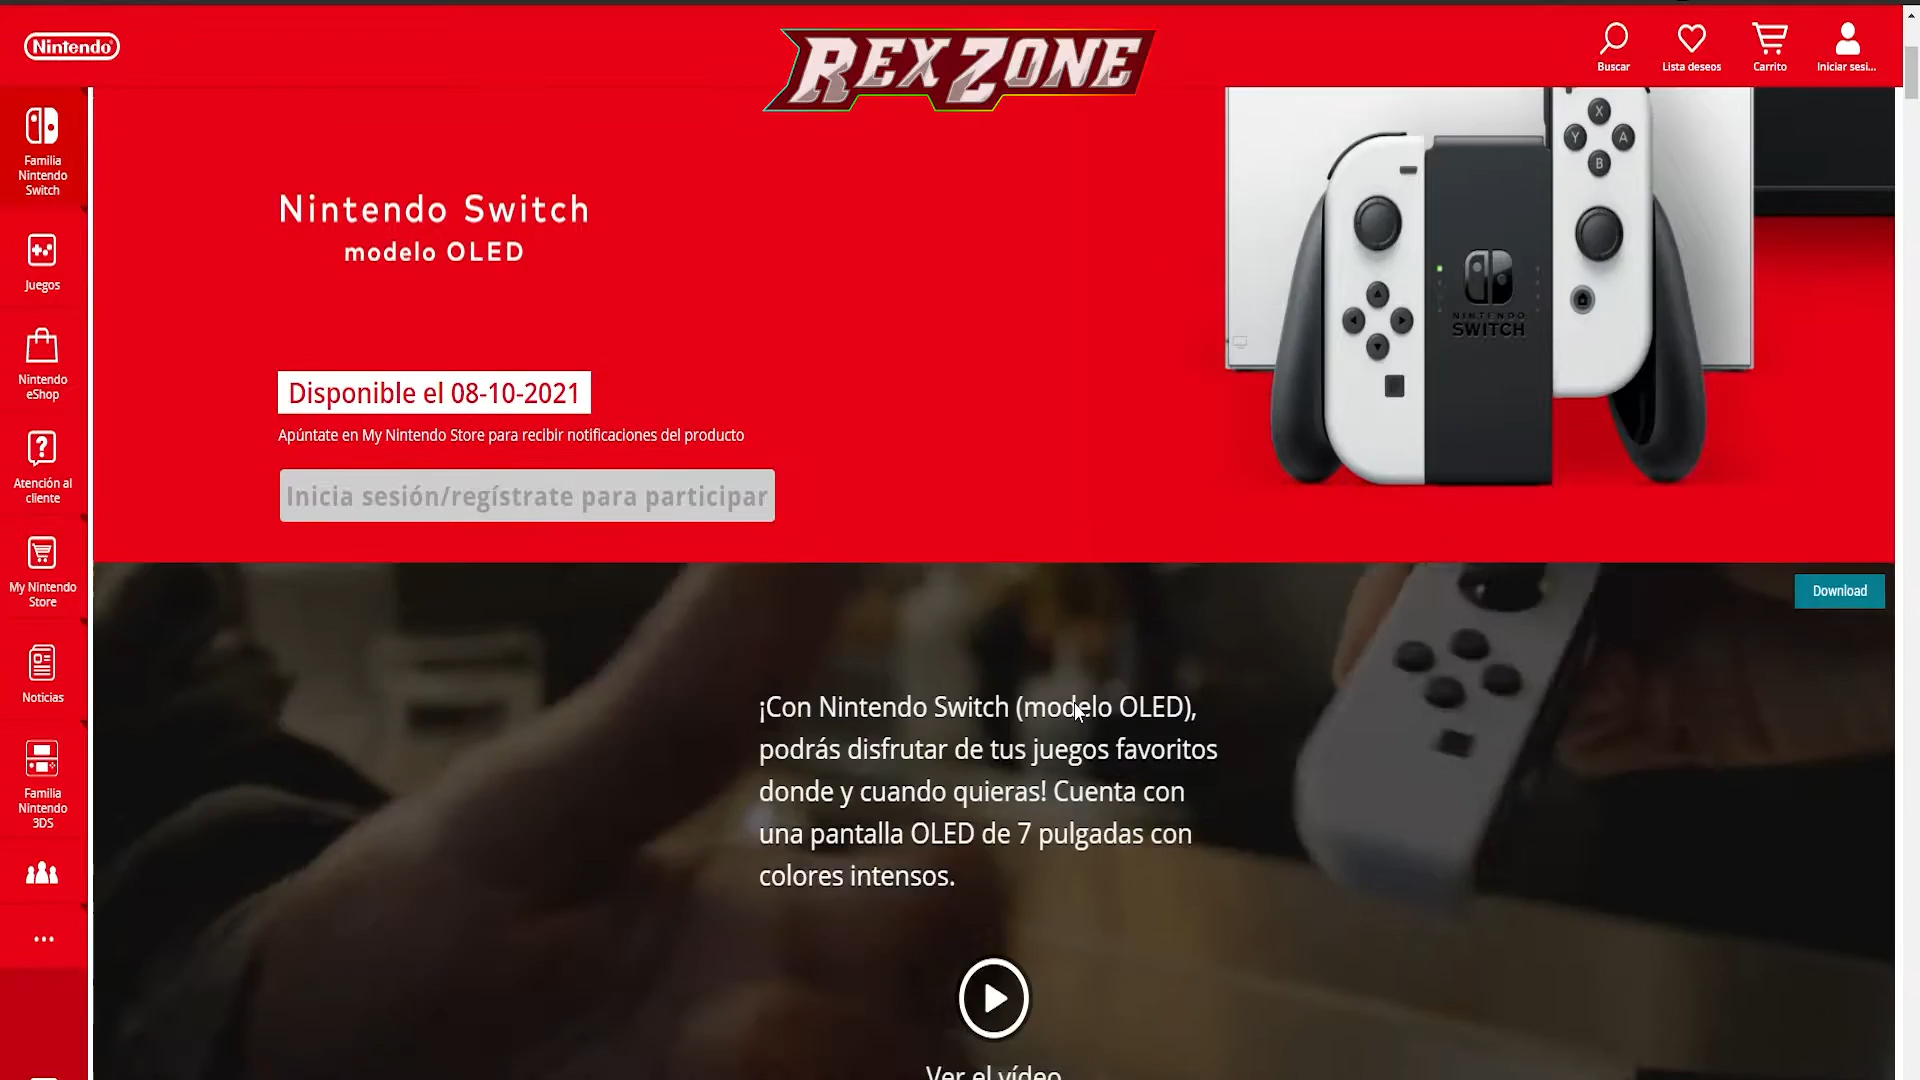 Nintendo
REX ZONE
Buscar
Lista deseos
Carrito
Iniciar sesi...
Familia
Nintendo
Switch
Juegos
Nintendo
eShop
Atención al
cliente
My Nintendo
Store
Noticias
Familia
Nintendo
3DS
...
Nintendo Switch
modelo OLED
Disponible el 08-10-2021
Apúntate en My Nintendo Store para recibir notificaciones del producto
Inicia sesión/regístrate para participar
X
Y
A
B
NINTENDO
SWITCH
Download
¡Con Nintendo Switch (modelo OLED),
podrás disfrutar de tus juegos favoritos
donde y cuando quieras! Cuenta con
una pantalla OLED de 7 pulgadas con
colores intensos.
Ver el vídeo